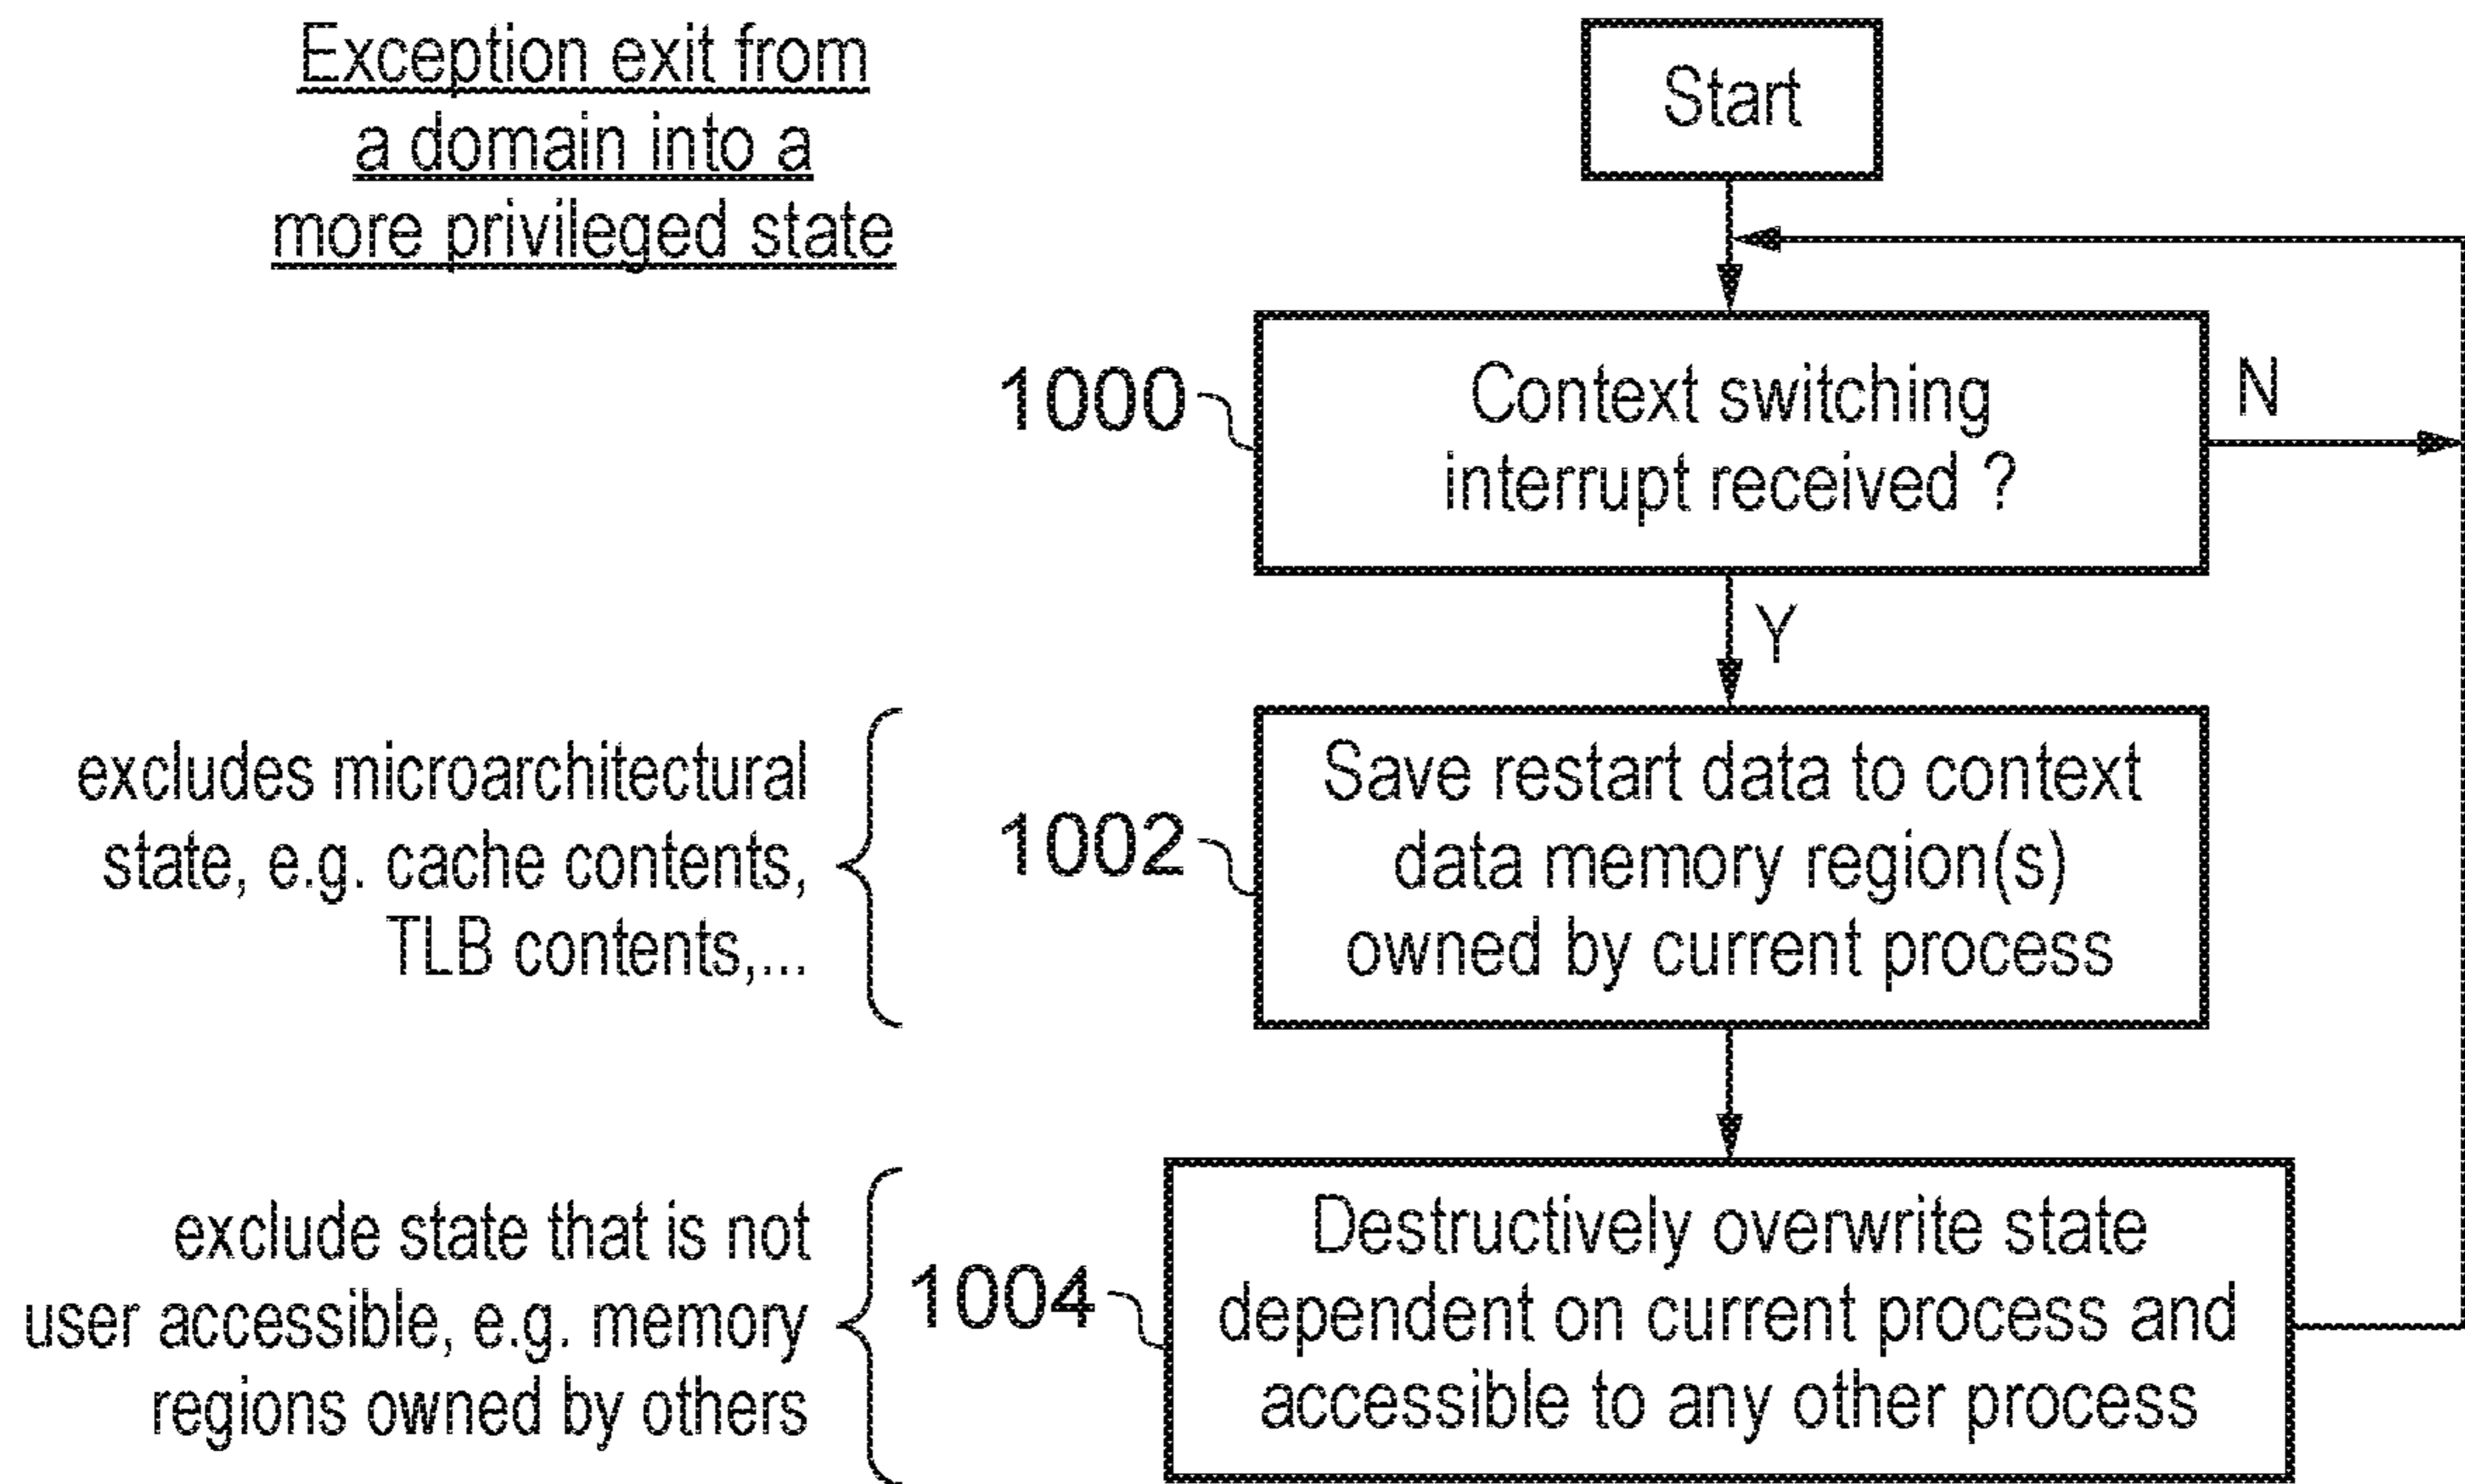 Exception exit from
a domain into a
more privileged state
Start
1000
Context switching
interrupt received ?
N
Y
excludes microarchitectural
state, e.g. cache contents,
TLB contents,...
1002
Save restart data to context
data memory region(s)
owned by current process
exclude state that is not
user accessible, e.g. memory
regions owned by others
1004
Destructively overwrite state
dependent on current process and
accessible to any other process